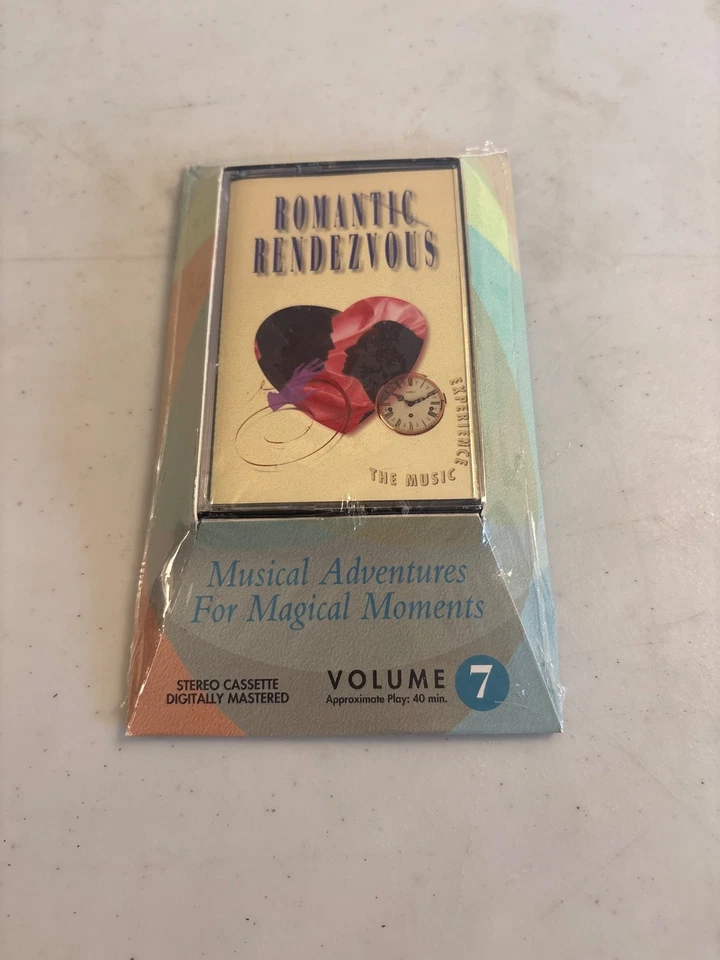 ROMANTIC
RENDEZVOUS
EXPERIENCE
THE MUSIC
Musical Adventures
For Magical Moments
STEREO CASSETTE
DIGITALLY MASTERED
VOLUME 7
Approximate Play: 40 min.